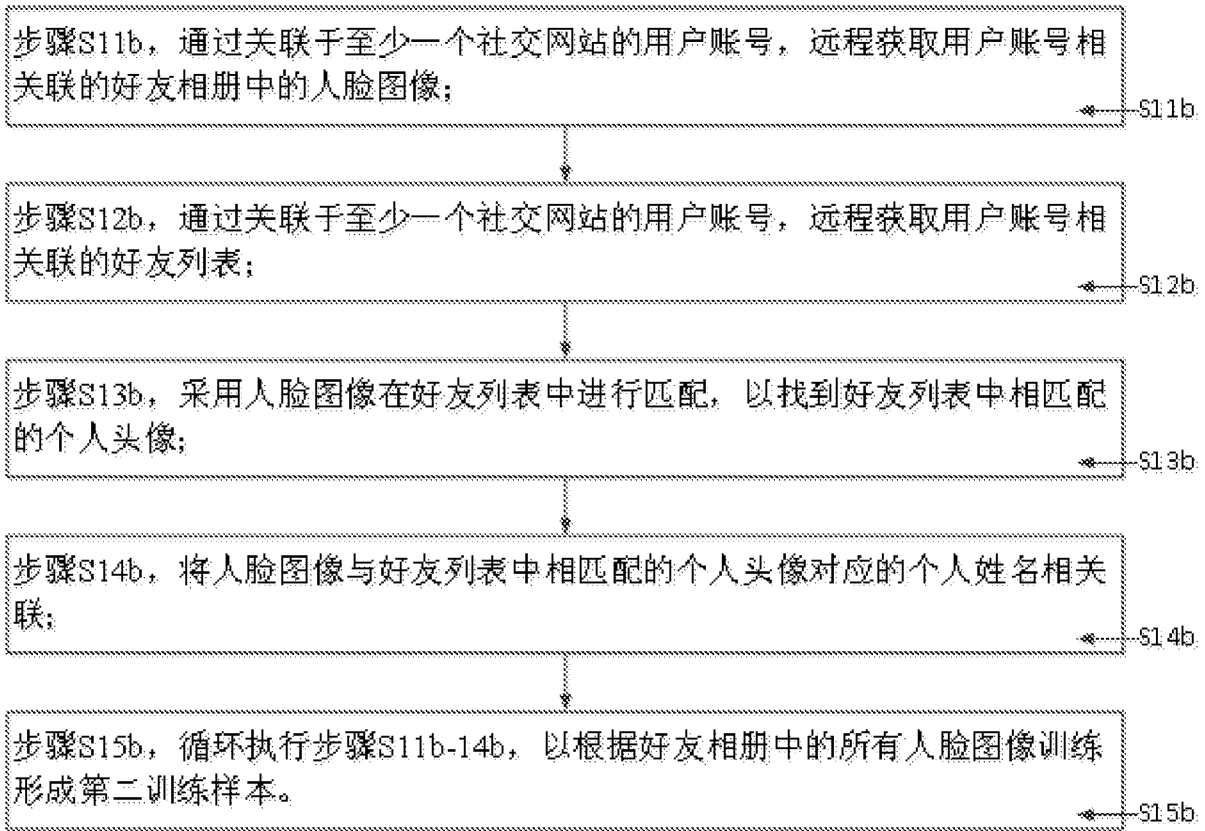 步骤S11b，通过关联于至少一个社交网站的用户账号，远程获取用户账号相
关联的好友相册中的人脸图像；
S11b
步骤S12b，通过关联于至少一个社交网站的用户账号，远程获取用户账号相
关联的好友列表；
S12b
步骤S13b，采用人脸图像在好友列表中进行匹配，以找到好友列表中相匹配
的个人头像；
S13b
步骤S14b，将人脸图像与好友列表中相匹配的个人头像对应的个人姓名相关
联；
S14b
步骤S15b，循环执行步骤S11b-14b，以根据好友相册中的所有人脸图像训练
形成第二训练样本。
S15b